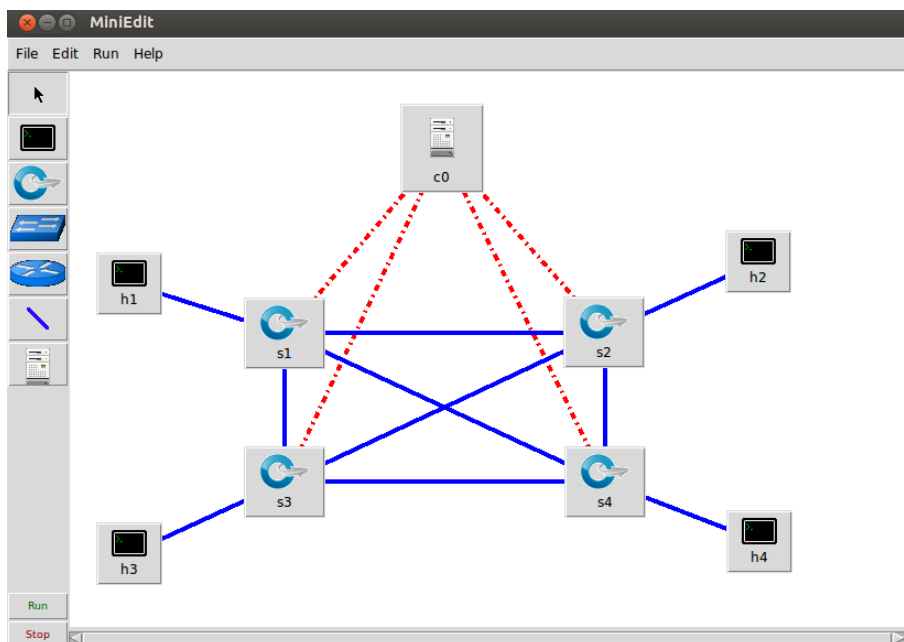 MiniEdit
File Edit Run Help
c0
h1
h2
s1
s2
s3
s4
h3
h4
Run
Stop